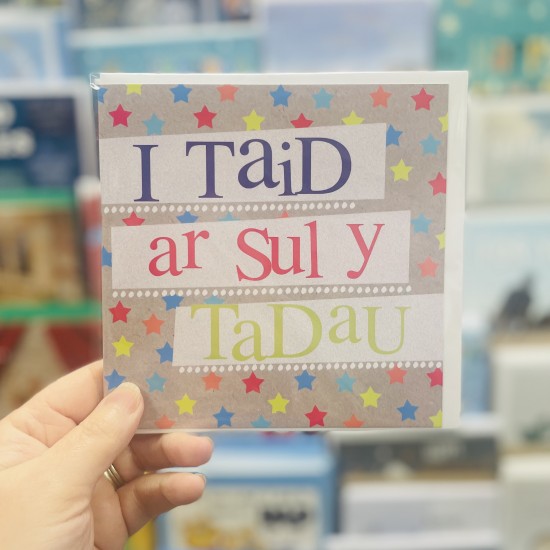 I TaiD
ar Sul y
TaDaU